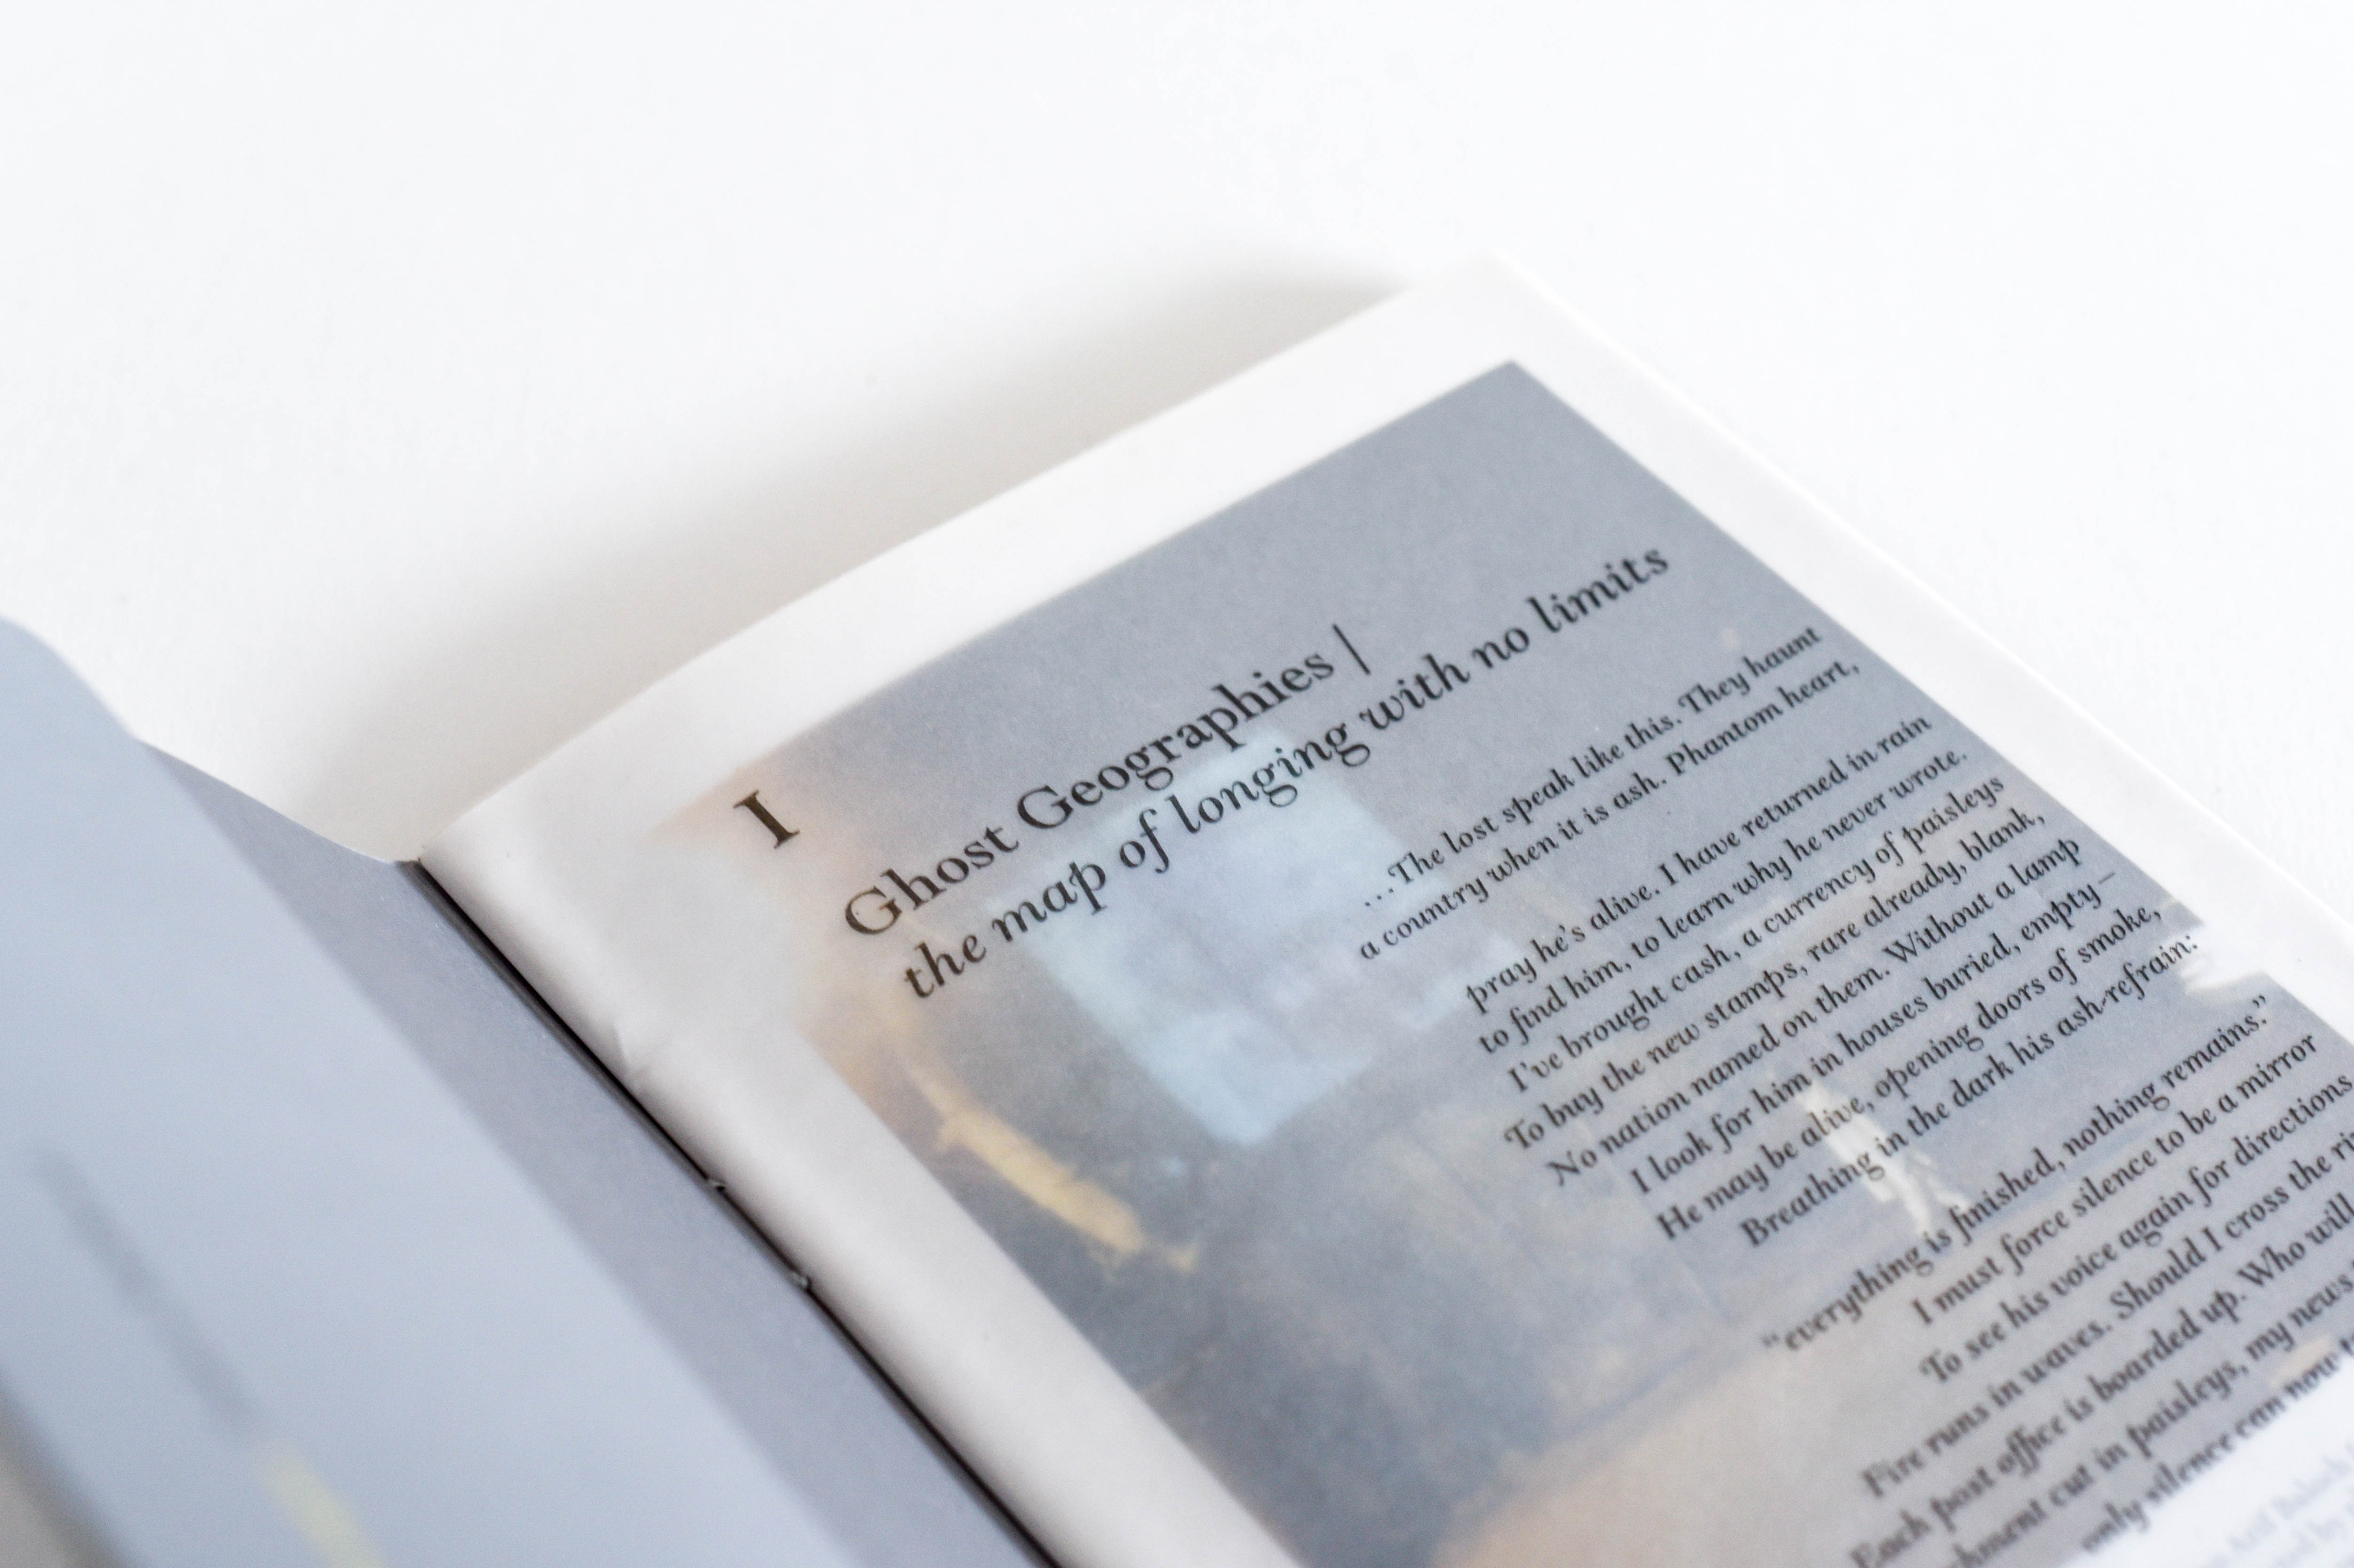 I
Ghost Geographies |
the map of longing with no limits
...The lost speak like this. They haunt
a country when it is ash. Phantom heart,
pray he's alive. I have returned in rain
to find him, to learn why he never wrote.
I've brought cash, a currency of paisleys
To buy the new stamps, rare already, blank,
No nation named on them. Without a lamp
I look for him in houses buried, empty–
He may be alive, opening doors of smoke,
Breathing in the dark his ash-refrain:
"everything is finished, nothing remains."
I must force silence to be a mirror
To see his voice again for directions.
Fire runs in waves. Should I cross the
Each post office is boarded up. Who will
cut in paisleys, my news
only silence can now